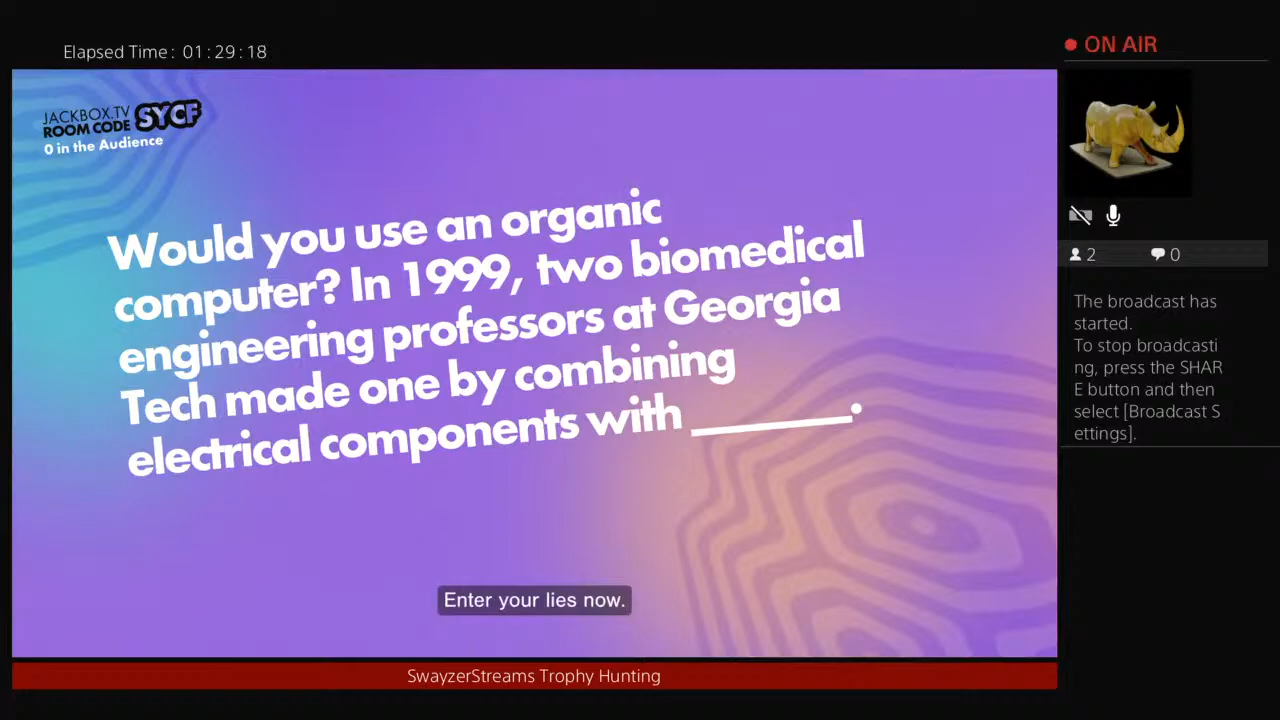 Elapsed Time: 01:29:18
ON AIR
JACKBOX.TV
ROOM CODE SYCF
0 in the Audience
Would you use an organic
computer? In 1999, two biomedical
engineering professors at Georgia
Tech made one by combining
electrical components with ______.
Enter your lies now.
SwayzerStreams Trophy Hunting
2 0
The broadcast has
started.
To stop broadcasti
ng, press the SHAR
E button and then
select [Broadcast S
ettings].